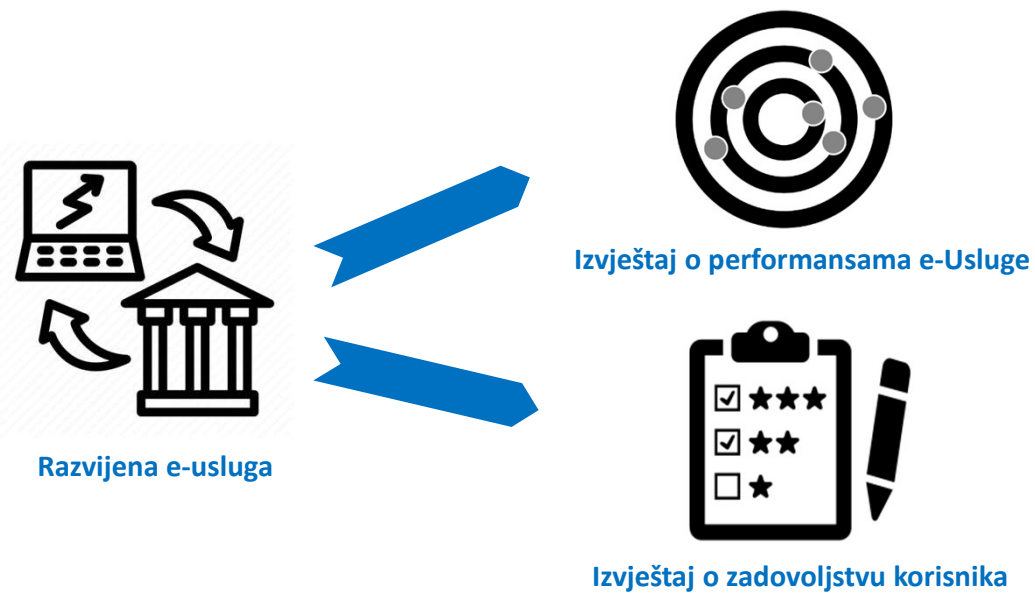 Razvijena e-usluga
Izvještaj o performansama e-Usluge
Izvještaj o zadovoljstvu korisnika